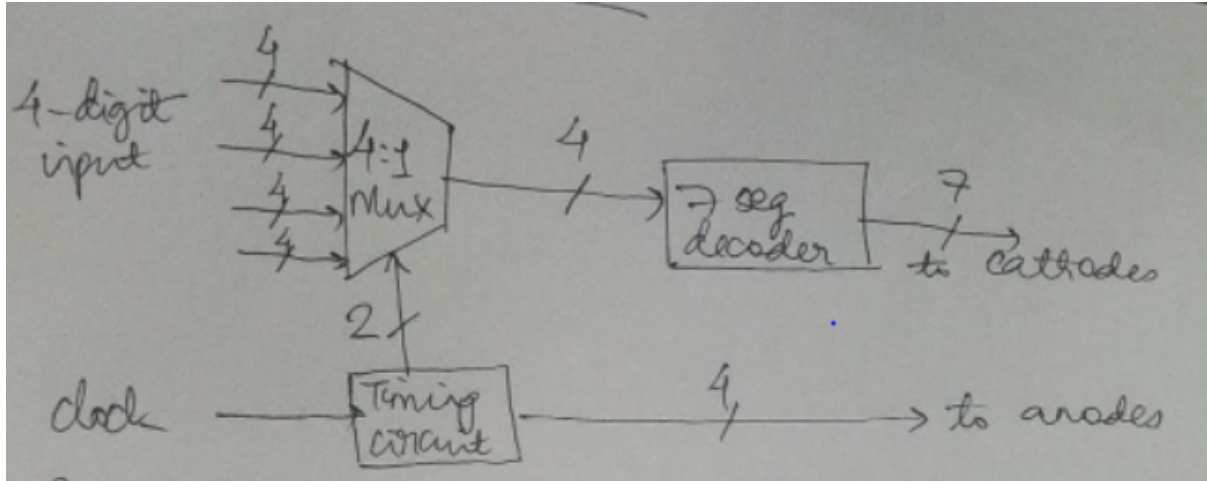 4-digit
input
4
4
4
4
4:1
Mux
4
7 seg
decoder
7
to cathodes
2
clock
Timing
circuit
4
to anodes